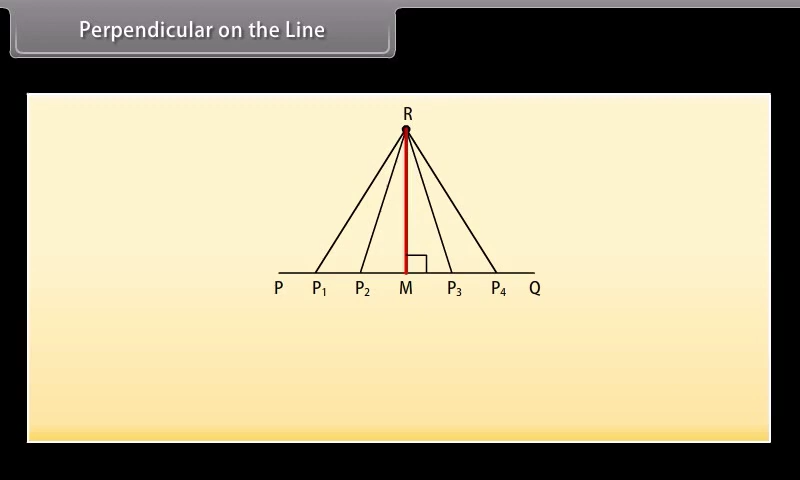 Perpendicular on the Line
R
P P₁ P₂ M P₃ P₄ Q